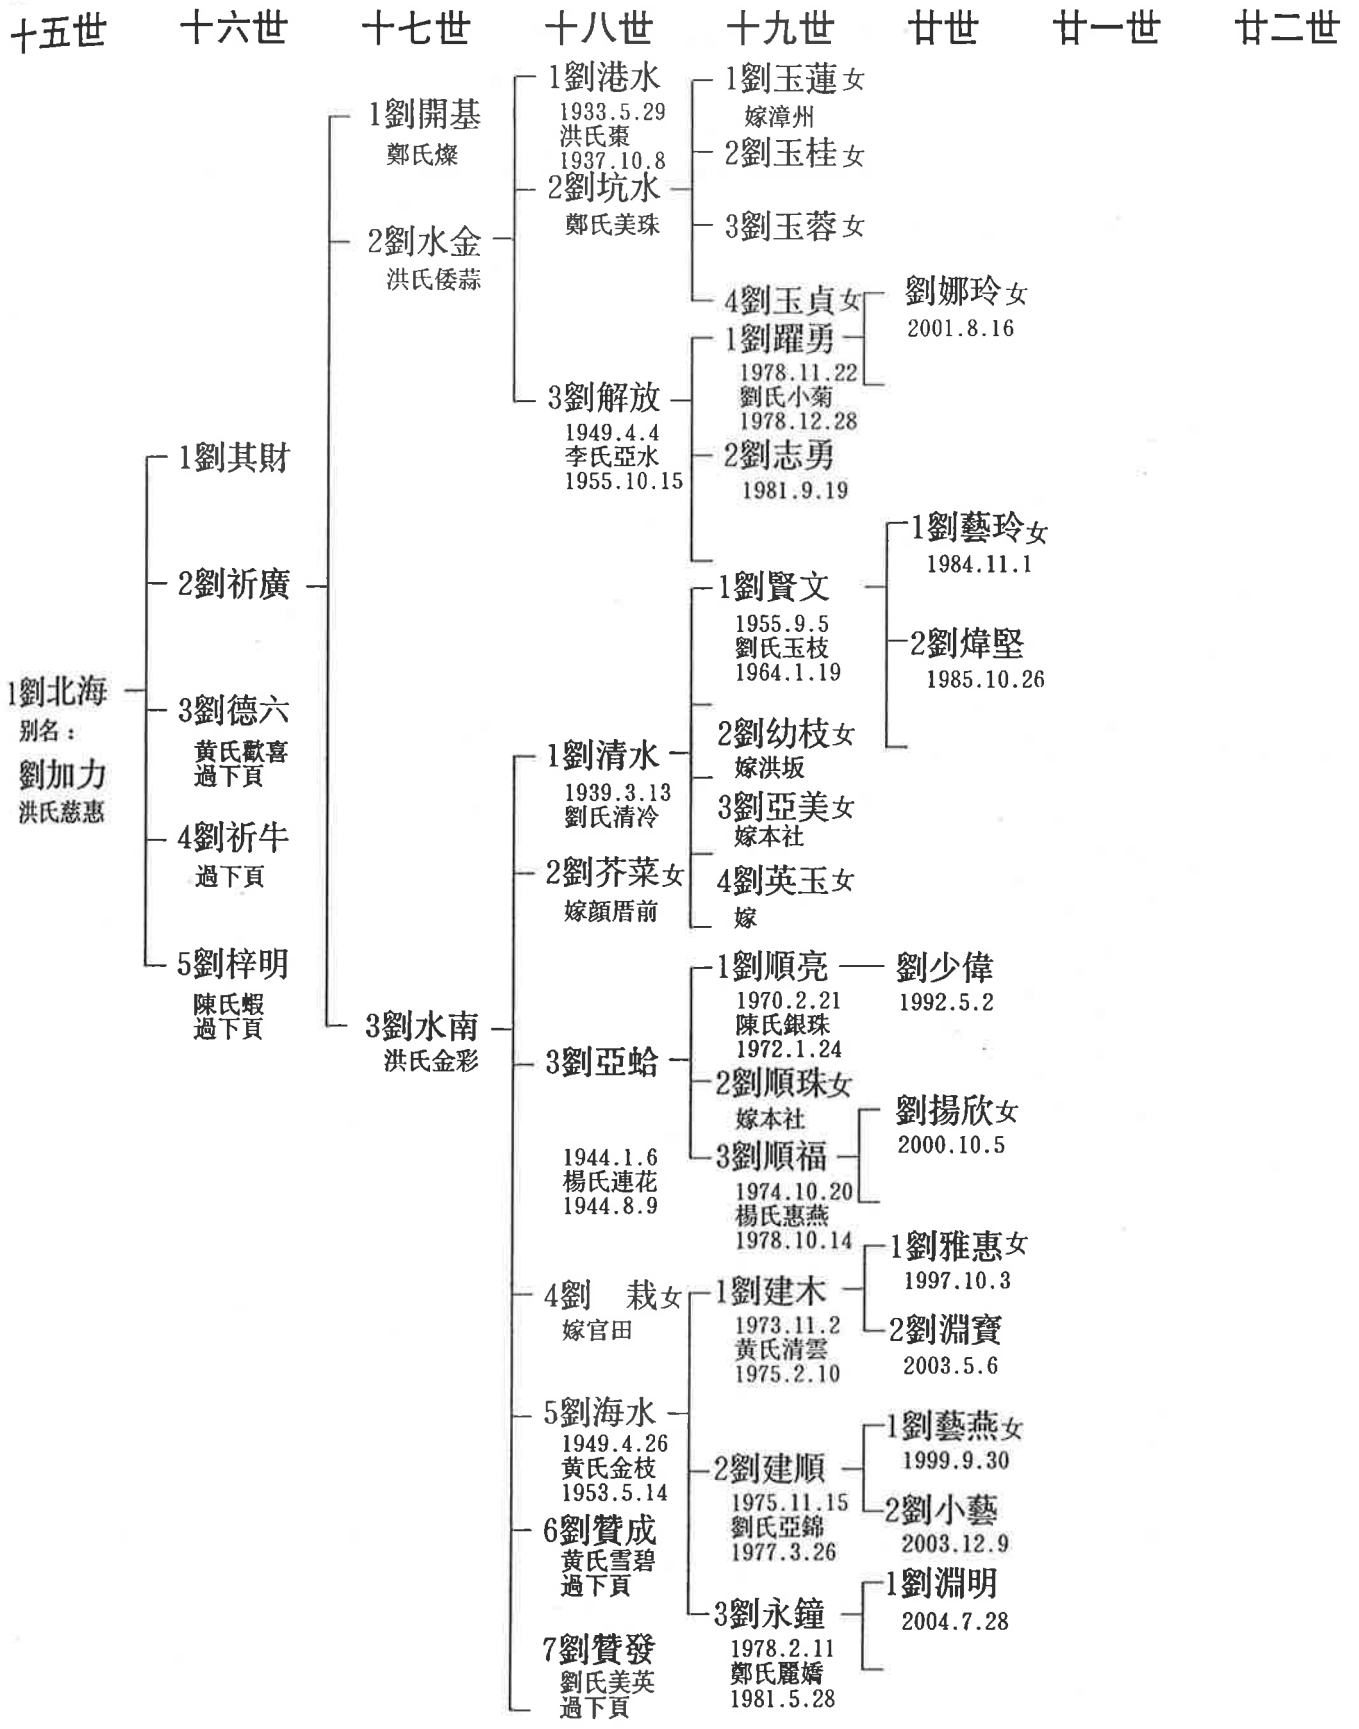 十五世 十六世 十七世 十八世 十九世 廿世 廿一世 廿二世
1劉北海
别名：
劉加力
洪氏慈惠
1劉其財
2劉祈廣
3劉德六
黄氏歡喜
過下頁
4劉祈牛
過下頁
5劉梓明
陳氏蝦
過下頁
1劉開基
鄭氏燦
2劉水金
洪氏倭蒜
3劉水南
洪氏金彩
1劉港水
1933.5.29
洪氏棗
1937.10.8
2劉坑水
鄭氏美珠
3劉解放
1949.4.4
李氏亞水
1955.10.15
1劉清水
1939.3.13
劉氏清冷
2劉芥菜女
嫁顏厝前
3劉亞蛤
1944.1.6
楊氏連花
1944.8.9
4劉 栽女
嫁官田
5劉海水
1949.4.26
黄氏金枝
1953.5.14
6劉贊成
黄氏雪碧
過下頁
7劉贊發
劉氏美英
過下頁
1劉玉蓮女
嫁漳州
2劉玉桂女
3劉玉蓉女
4劉玉貞女
1劉躍勇
1978.11.22
劉氏小菊
1978.12.28
2劉志勇
1981.9.19
1劉賢文
1955.9.5
劉氏玉枝
1964.1.19
2劉幼枝女
嫁洪坂
3劉亞美女
嫁本社
4劉英玉女
嫁
1劉順亮
1970.2.21
陳氏銀珠
1972.1.24
2劉順珠女
嫁本社
3劉順福
1974.10.20
楊氏惠燕
1978.10.14
1劉建木
1973.11.2
黄氏清雲
1975.2.10
2劉建順
1975.11.15
劉氏亞錦
1977.3.26
3劉永鐘
1978.2.11
鄭氏麗嬌
1981.5.28
劉娜玲女
2001.8.16
1劉藝玲女
1984.11.1
2劉煒堅
1985.10.26
劉少偉
1992.5.2
劉揚欣女
2000.10.5
1劉雅惠女
1997.10.3
2劉淵寶
2003.5.6
1劉藝燕女
1999.9.30
2劉小藝
2003.12.9
1劉淵明
2004.7.28